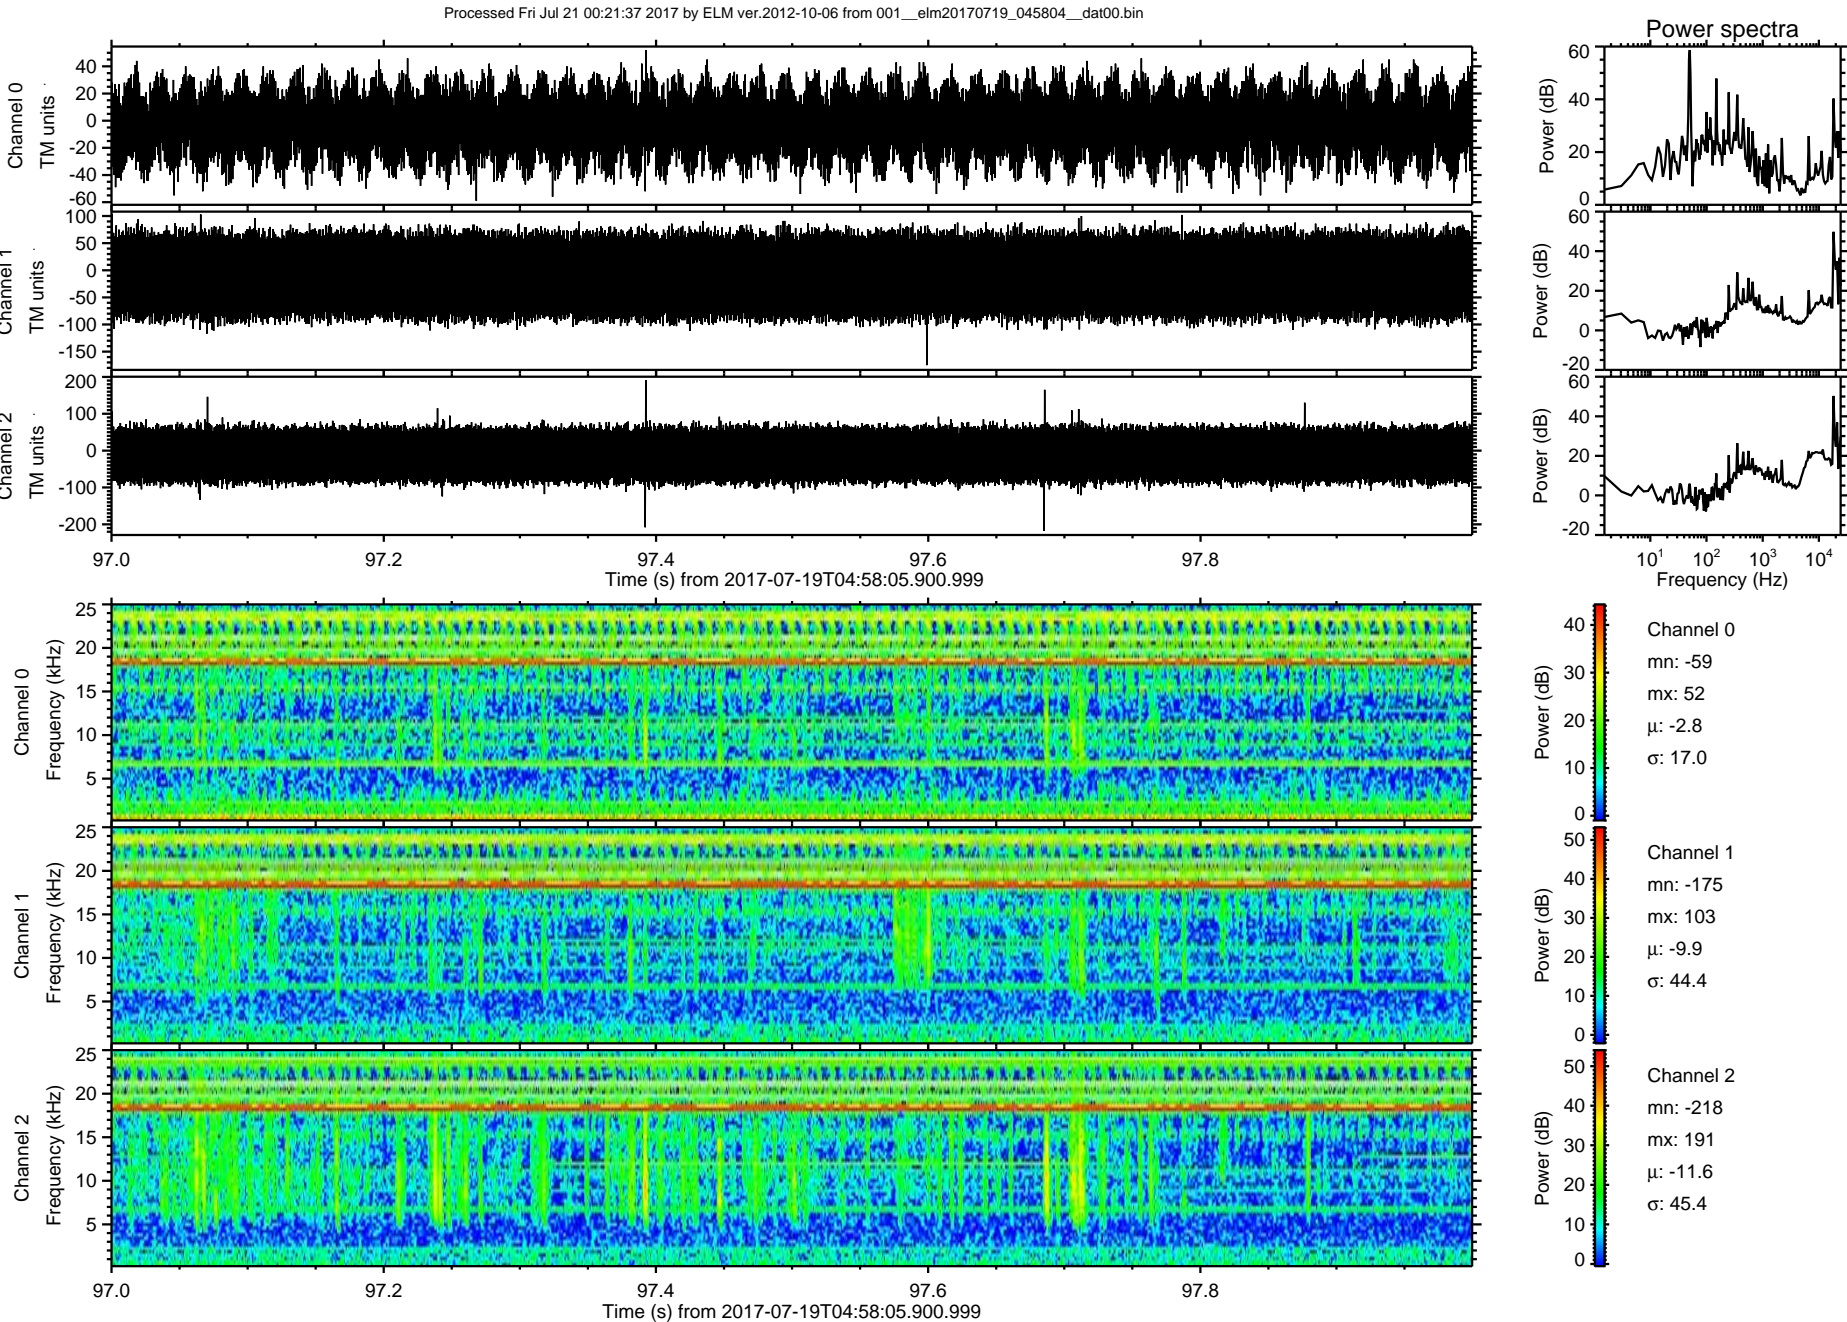 Processed Fri Jul 21 00:21:37 2017 by ELM ver.2012-10-06 from 001__elm20170719_045804__dat00.bin
Power spectra
Channel 0
TM units
40
20
0
-20
-40
-60
Power (dB)
60
40
20
0
Channel 1
TM units
100
50
0
-50
-100
-150
Power (dB)
60
40
20
0
-20
Channel 2
TM units
200
100
0
-100
-200
Power (dB)
60
40
20
0
-20
97.0 97.2 97.4 97.6 97.8
Time (s) from 2017-07-19T04:58:05.900.999
10^1 10^2 10^3 10^4
Frequency (Hz)
Channel 0
Frequency (kHz)
25
20
15
10
5
Power (dB)
40
30
20
10
0
Channel 0
mn: -59
mx: 52
μ: -2.8
σ: 17.0
Channel 1
Frequency (kHz)
25
20
15
10
5
Power (dB)
50
40
30
20
10
0
Channel 1
mn: -175
mx: 103
μ: -9.9
σ: 44.4
Channel 2
Frequency (kHz)
25
20
15
10
5
Power (dB)
50
40
30
20
10
0
Channel 2
mn: -218
mx: 191
μ: -11.6
σ: 45.4
97.0 97.2 97.4 97.6 97.8
Time (s) from 2017-07-19T04:58:05.900.999